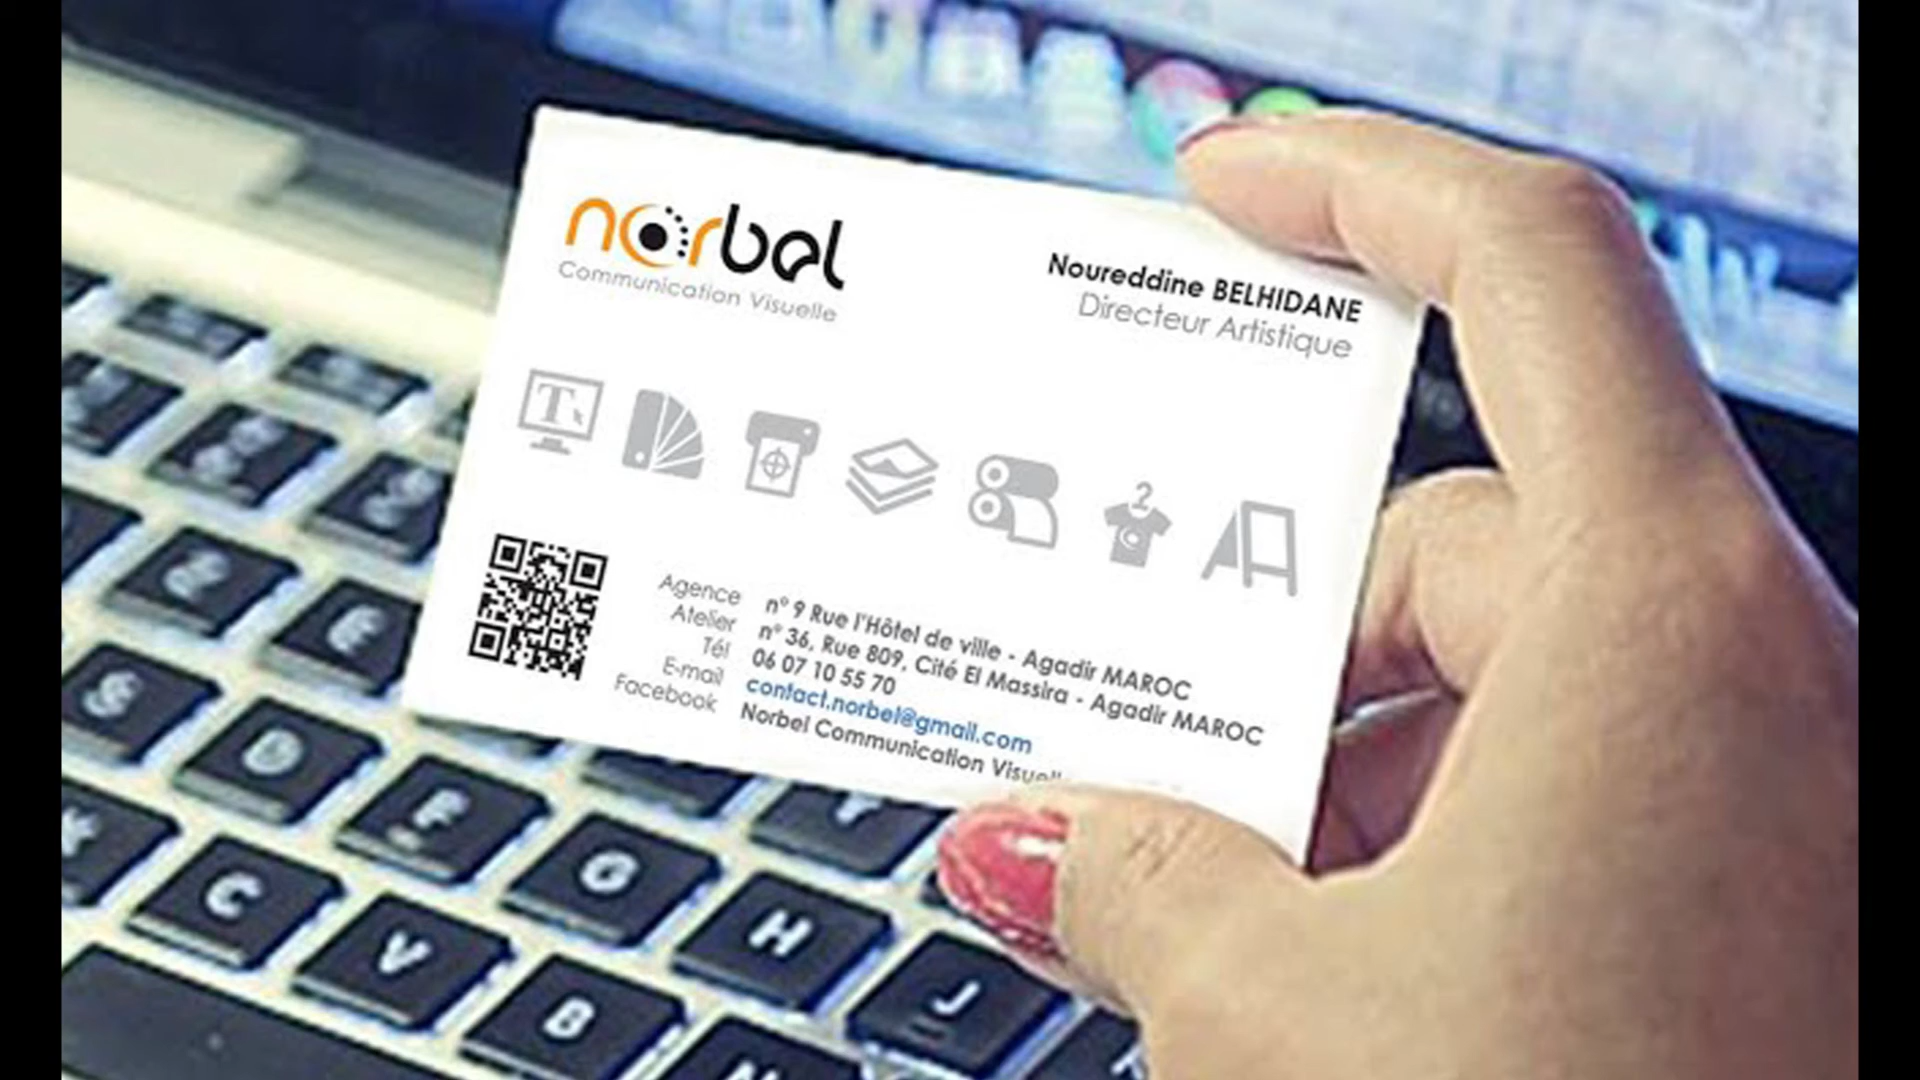 norbel
Communication Visuelle
Noureddine BELHIDANE
Directeur Artistique
T
Agence n° 9 Rue l'Hôtel de ville - Agadir MAROC
Atelier n° 36, Rue 809, Cité El Massira - Agadir MAROC
Tél 06 07 10 55 70
E-mail contact.norbel@gmail.com
Facebook Norbel Communication
D F G H J
C V B N